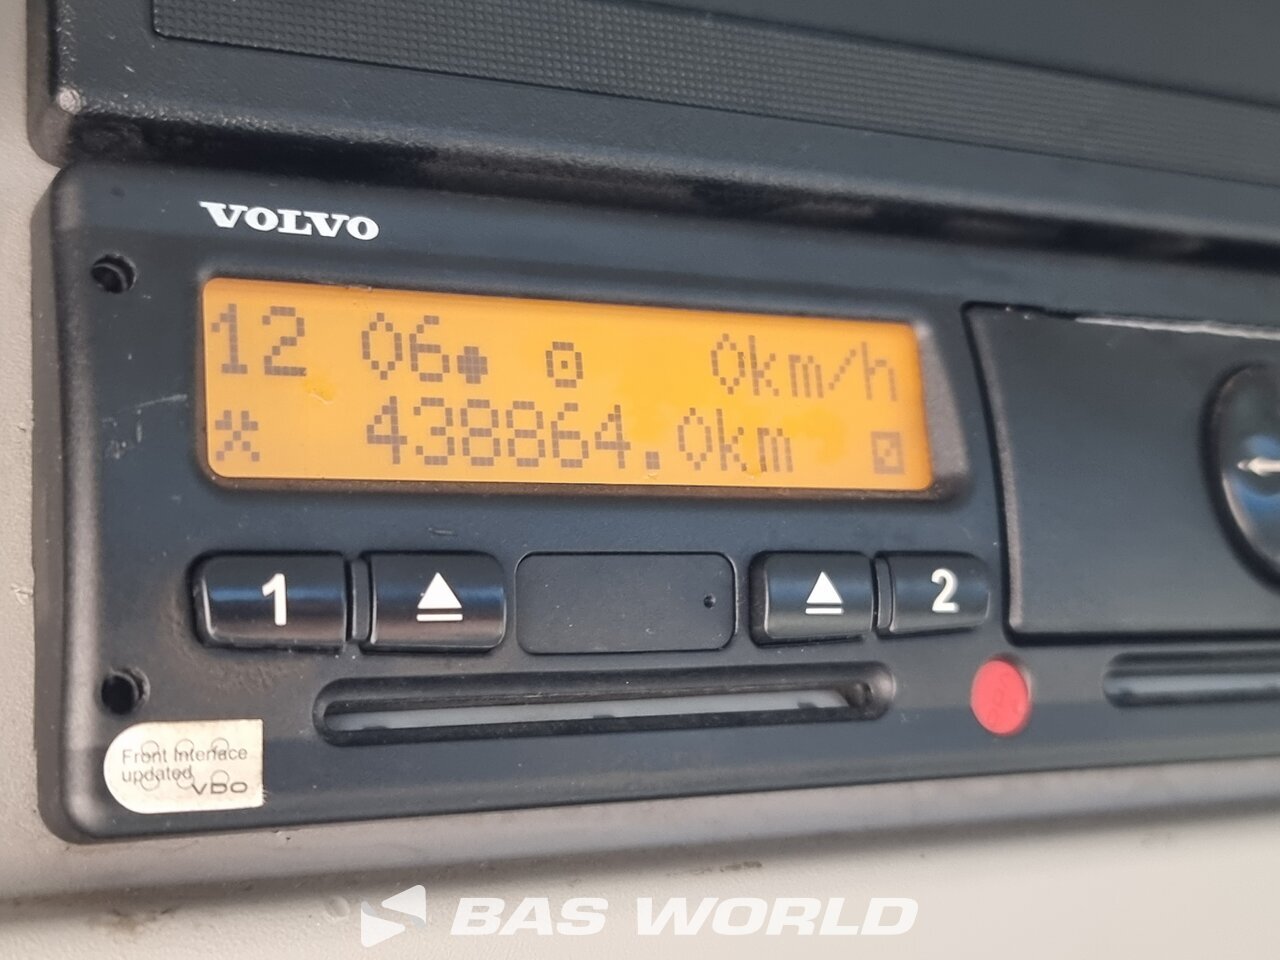 VOLVO
12 06 0km/h
438864.0km
1 2
Front Interface
updated
VDO
BAS WORLD